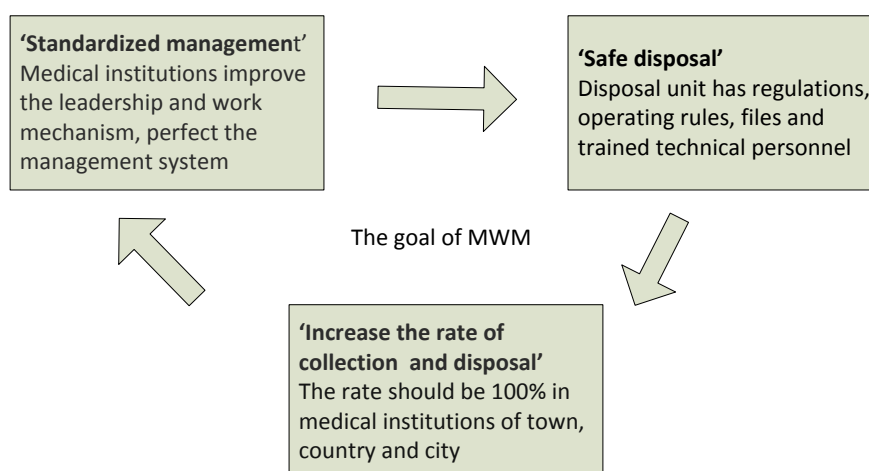 ‘Standardized management’
Medical institutions improve
the leadership and work
mechanism, perfect the
management system
‘Safe disposal’
Disposal unit has regulations,
operating rules, files and
trained technical personnel
The goal of MWM
‘Increase the rate of
collection and disposal’
The rate should be 100% in
medical institutions of town,
country and city